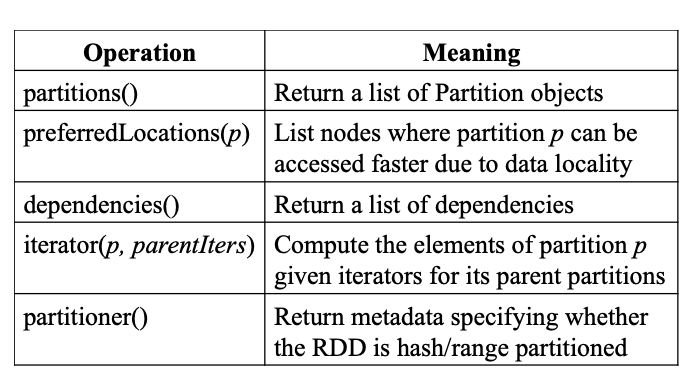 Operation Meaning
partitions() Return a list of Partition objects
preferredLocations(p) List nodes where partition p can be
accessed faster due to data locality
dependencies() Return a list of dependencies
iterator(p, parentIters) Compute the elements of partition p
given iterators for its parent partitions
partitioner() Return metadata specifying whether
the RDD is hash/range partitioned